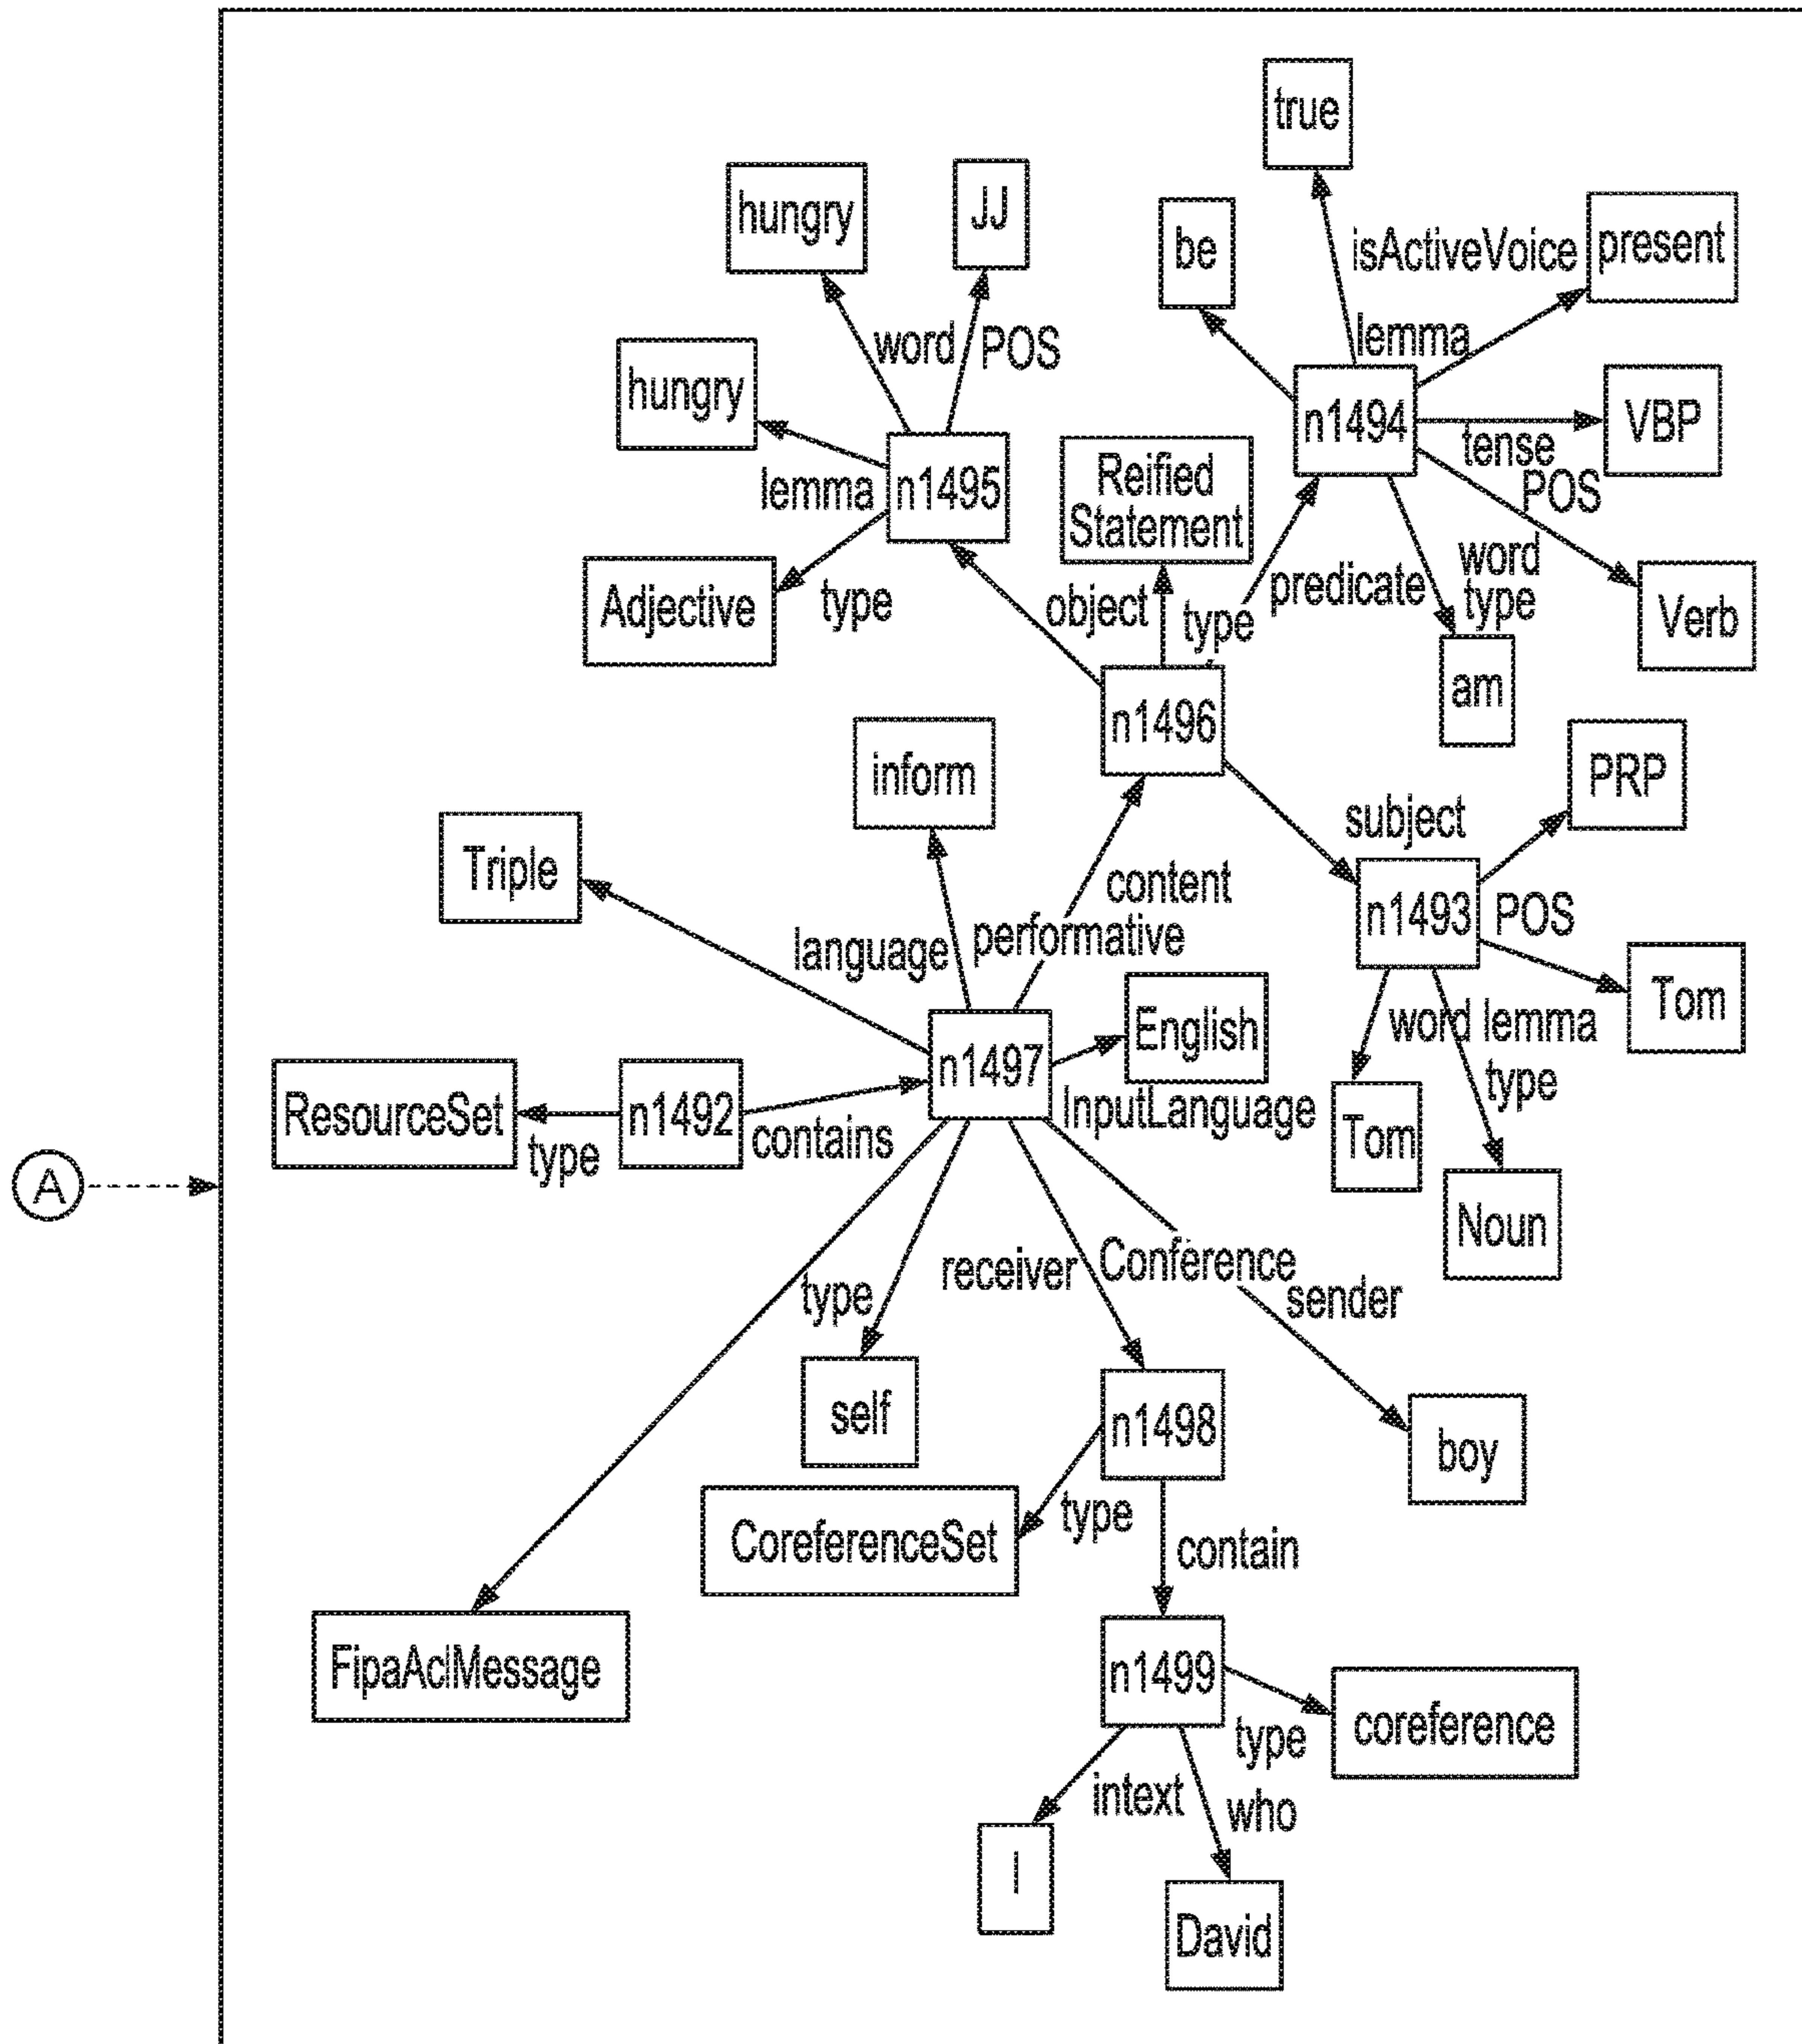 true
hungry
JJ
be
isActiveVoice
present
word
POS
lemma
hungry
n1494
VBP
tense
Reified
Statement
lemma
n1495
POS
word
type
Adjective
type
object
type
predicate
Verb
am
n1496
inform
PRP
subject
Triple
content
n1493
POS
language
performative
Tom
word
lemma
English
n1497
type
ResourceSet
n1492
InputLanguage
contains
type
Tom
A
Noun
receiver
Conference
type
sender
self
n1498
boy
type
CoreferenceSet
contain
FipaAclMessage
n1499
type
coreference
intext
who
I
David